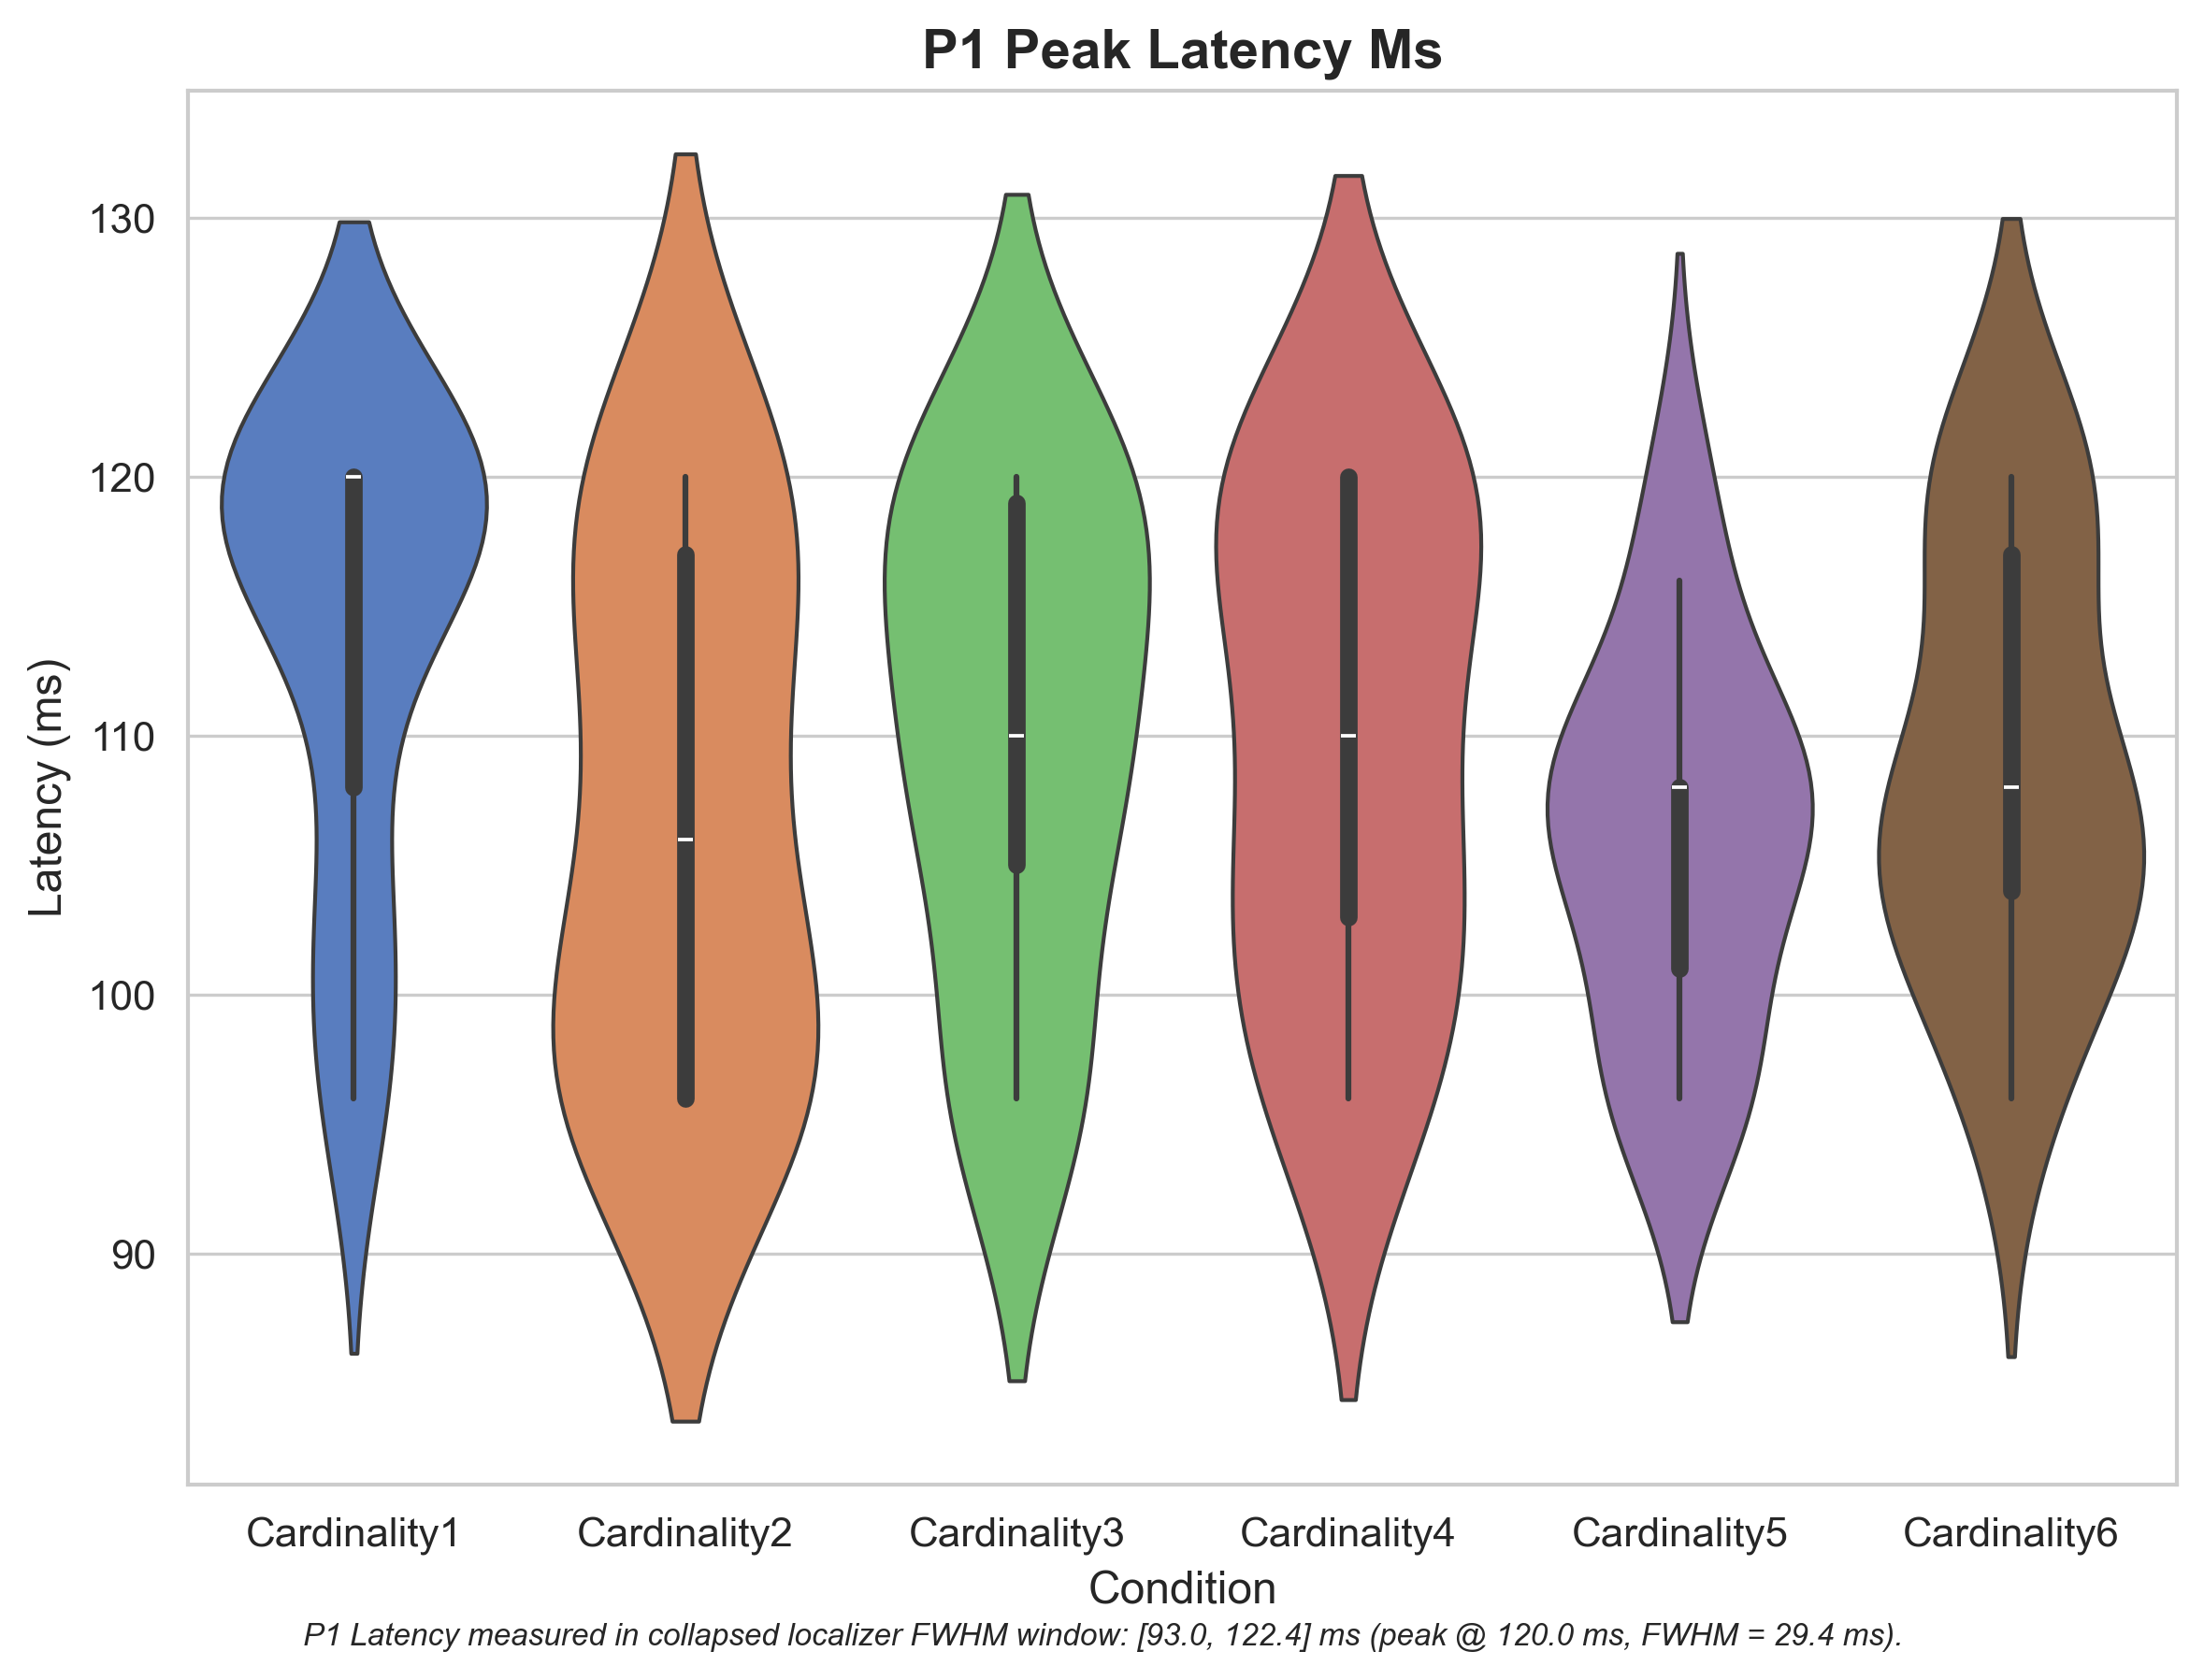 P1 Peak Latency Ms
Latency (ms)
130
120
110
100
90
Cardinality1 Cardinality2 Cardinality3 Cardinality4 Cardinality5 Cardinality6
Condition
P1 Latency measured in collapsed localizer FWHM window: [93.0, 122.4] ms (peak @ 120.0 ms, FWHM = 29.4 ms).